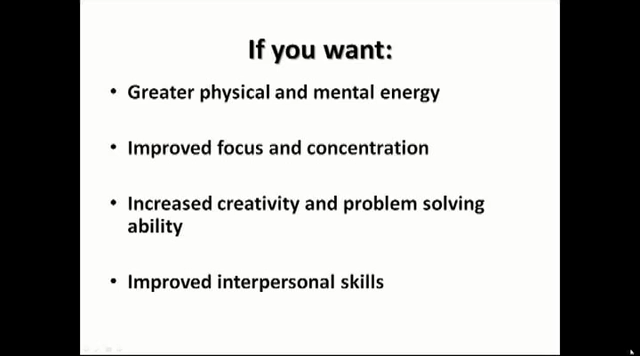 If you want:
• Greater physical and mental energy
• Improved focus and concentration
• Increased creativity and problem solving
ability
• Improved interpersonal skills